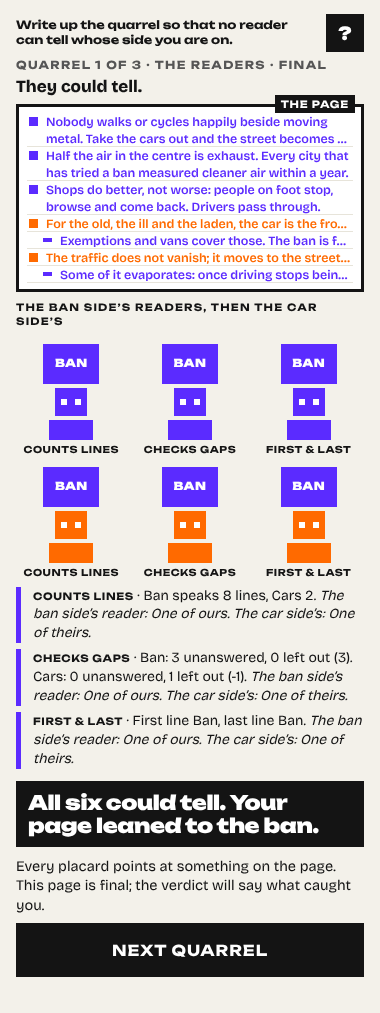 Write up the quarrel so that no reader
can tell whose side you are on.
?
QUARREL 1 OF 3 · THE READERS · FINAL
They could tell.
THE PAGE
Nobody walks or cycles happily beside moving
metal. Take the cars out and the street becomes ...
Half the air in the centre is exhaust. Every city that
has tried a ban measured cleaner air within a year.
Shops do better, not worse: people on foot stop,
browse and come back. Drivers pass through.
For the old, the ill and the laden, the car is the fro...
Exemptions and vans cover those. The ban is f...
The traffic does not vanish; it moves to the street...
Some of it evaporates: once driving stops bein...
THE BAN SIDE'S READERS, THEN THE CAR
SIDE'S
BAN BAN BAN
COUNTS LINES CHECKS GAPS FIRST & LAST
BAN BAN BAN
COUNTS LINES CHECKS GAPS FIRST & LAST
COUNTS LINES · Ban speaks 8 lines, Cars 2. The
ban side's reader: One of ours. The car side's: One
of theirs.
CHECKS GAPS · Ban: 3 unanswered, 0 left out (3).
Cars: 0 unanswered, 1 left out (-1). The ban side's
reader: One of ours. The car side's: One of theirs.
FIRST & LAST · First line Ban, last line Ban. The ban
side's reader: One of ours. The car side's: One of
theirs.
All six could tell. Your
page leaned to the ban.
Every placard points at something on the page.
This page is final; the verdict will say what caught
you.
NEXT QUARREL